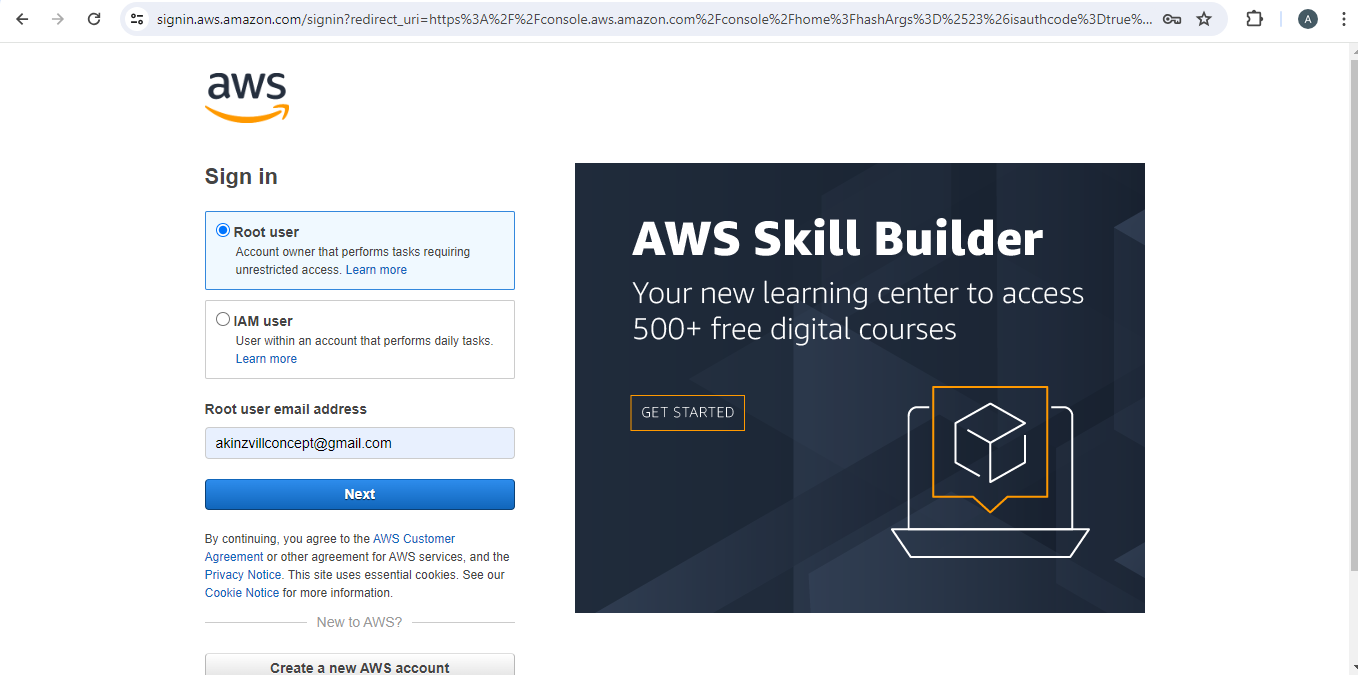 signin.aws.amazon.com/signin?redirect_uri=https%3A%2F%2Fconsole.aws.amazon.com%2Fconsole%2Fhome%3FhashArgs%3D%2523%26isauthcode%3Dtrue%...
A
aws
Sign in
Root user
Account owner that performs tasks requiring
unrestricted access. Learn more
IAM user
User within an account that performs daily tasks.
Learn more
Root user email address
akinzvillconcept@gmail.com
Next
By continuing, you agree to the AWS Customer
Agreement or other agreement for AWS services, and the
Privacy Notice. This site uses essential cookies. See our
Cookie Notice for more information.
New to AWS?
Create a new AWS account
AWS Skill Builder
Your new learning center to access
500+ free digital courses
GET STARTED